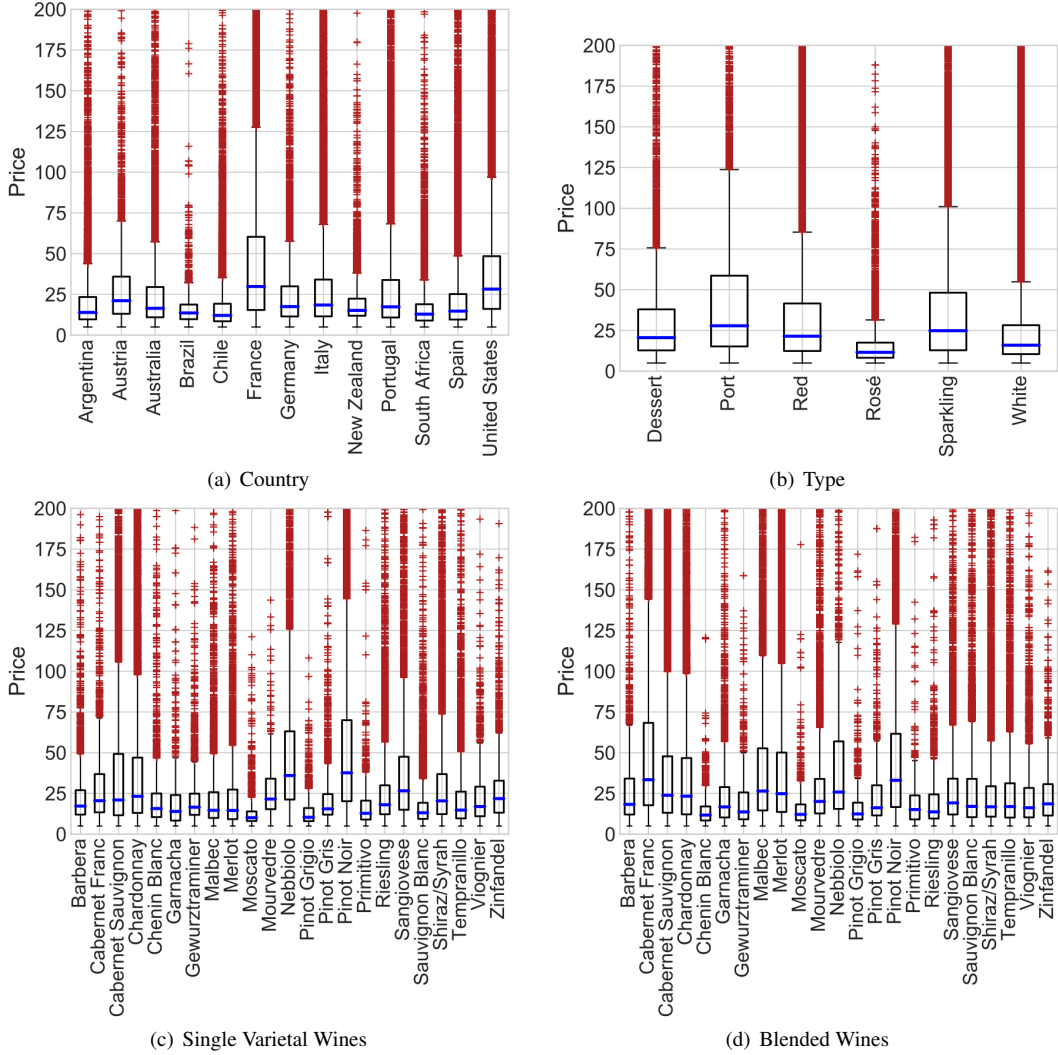 200
175
150
125
100
75
50
25
0
Price
Argentina
Austria
Australia
Brazil
Chile
France
Germany
Italy
New Zealand
Portugal
South Africa
Spain
United States
(a) Country
200
175
150
125
100
75
50
25
0
Price
Dessert
Port
Red
Rosé
Sparkling
White
(b) Type
200
175
150
125
100
75
50
25
0
Price
Barbera
Cabernet Franc
Cabernet Sauvignon
Chardonnay
Chenin Blanc
Garnacha
Gewurztraminer
Malbec
Merlot
Moscato
Mourvedre
Nebbiolo
Pinot Grigio
Pinot Gris
Pinot Noir
Primitivo
Riesling
Sangiovese
Sauvignon Blanc
Shiraz/Syrah
Tempranillo
Viognier
Zinfandel
(c) Single Varietal Wines
200
175
150
125
100
75
50
25
0
Price
Barbera
Cabernet Franc
Cabernet Sauvignon
Chardonnay
Chenin Blanc
Garnacha
Gewurztraminer
Malbec
Merlot
Moscato
Mourvedre
Nebbiolo
Pinot Grigio
Pinot Gris
Pinot Noir
Primitivo
Riesling
Sangiovese
Sauvignon Blanc
Shiraz/Syrah
Tempranillo
Viognier
Zinfandel
(d) Blended Wines